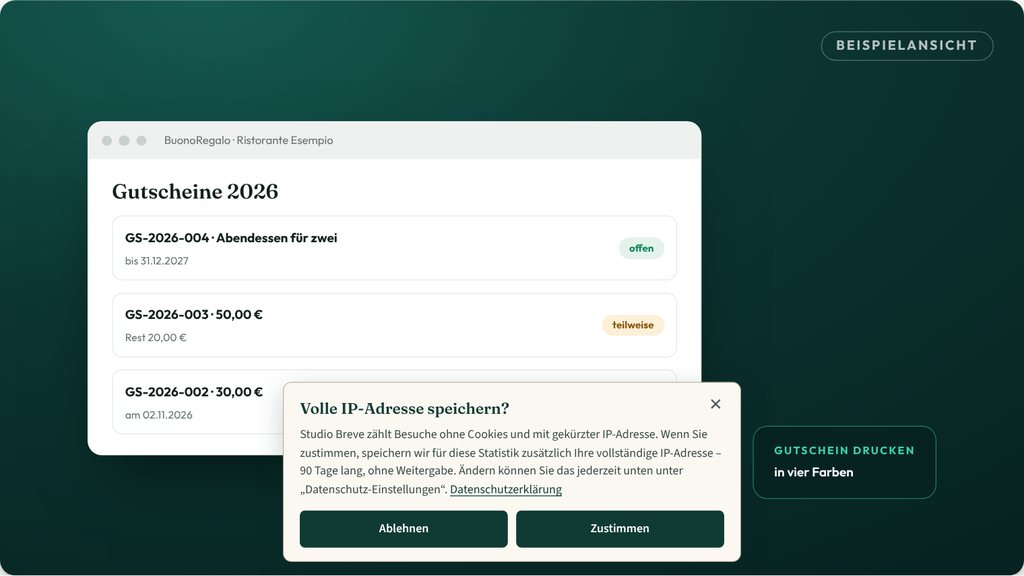 BEISPIELANSICHT
BuonoRegalo · Ristorante Esempio
Gutscheine 2026
GS-2026-004 · Abendessen für zwei
bis 31.12.2027
offen
GS-2026-003 · 50,00 €
Rest 20,00 €
teilweise
GS-2026-002 · 30,00 €
am 02.11.2026
Volle IP-Adresse speichern?
Studio Breve zählt Besuche ohne Cookies und mit gekürzter IP-Adresse. Wenn Sie
zustimmen, speichern wir für diese Statistik zusätzlich Ihre vollständige IP-Adresse –
90 Tage lang, ohne Weitergabe. Ändern können Sie das jederzeit unten unter
„Datenschutz-Einstellungen“. Datenschutzerklärung
Ablehnen
Zustimmen
GUTSCHEIN DRUCKEN
in vier Farben